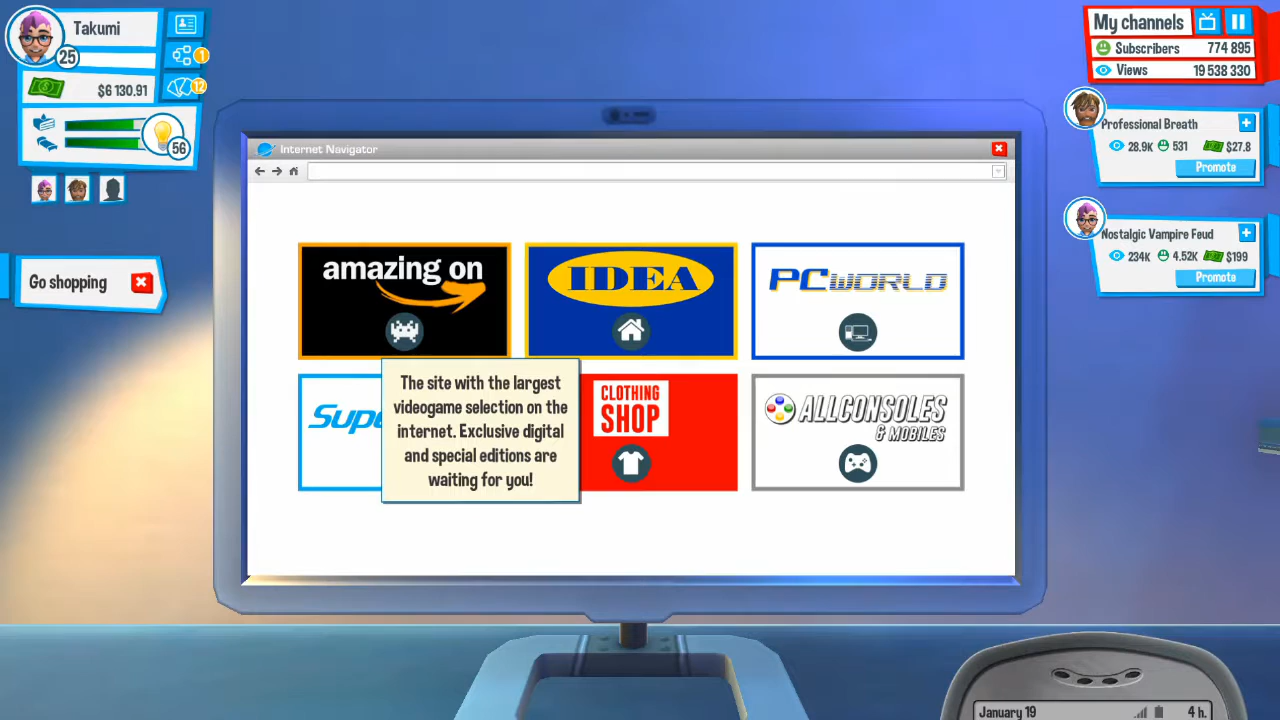 Takumi
25
1
$6 130.91
12
56
Go shopping
My channels
Subscribers 774 895
Views 19 538 330
Professional Breath
28.9K 531 $27.8
Promote
Nostalgic Vampire Feud
234K 4.52K $199
Promote
Internet Navigator
amazing on
IDEA
PCWORLD
The site with the largest
videogame selection on the
internet. Exclusive digital
and special editions are
waiting for you!
CLOTHING
SHOP
ALLCONSOLES
& MOBILES
January 19 4 h.